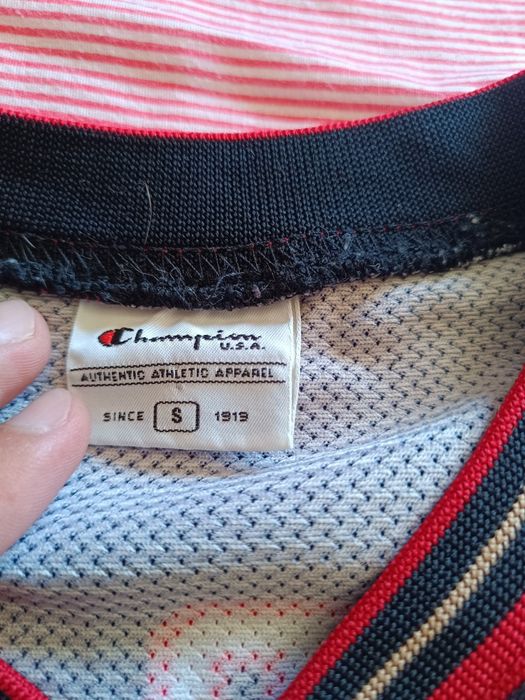 Champion
U.S.A.
AUTHENTIC ATHLETIC APPAREL
SINCE S 1919